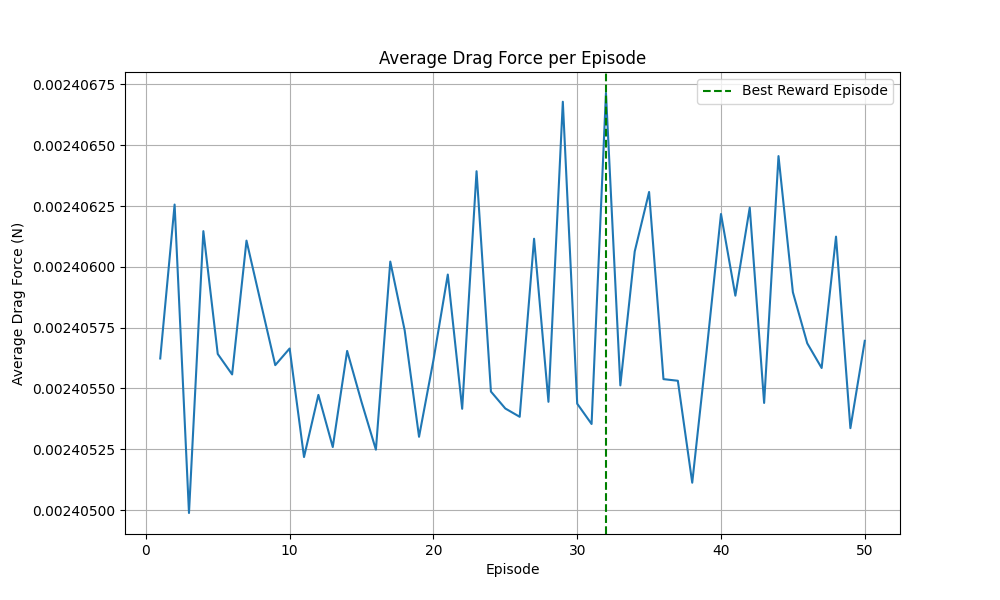 Average Drag Force per Episode
Average Drag Force (N)
0.00240675
0.00240650
0.00240625
0.00240600
0.00240575
0.00240550
0.00240525
0.00240500
Best Reward Episode
0 10 20 30 40 50
Episode